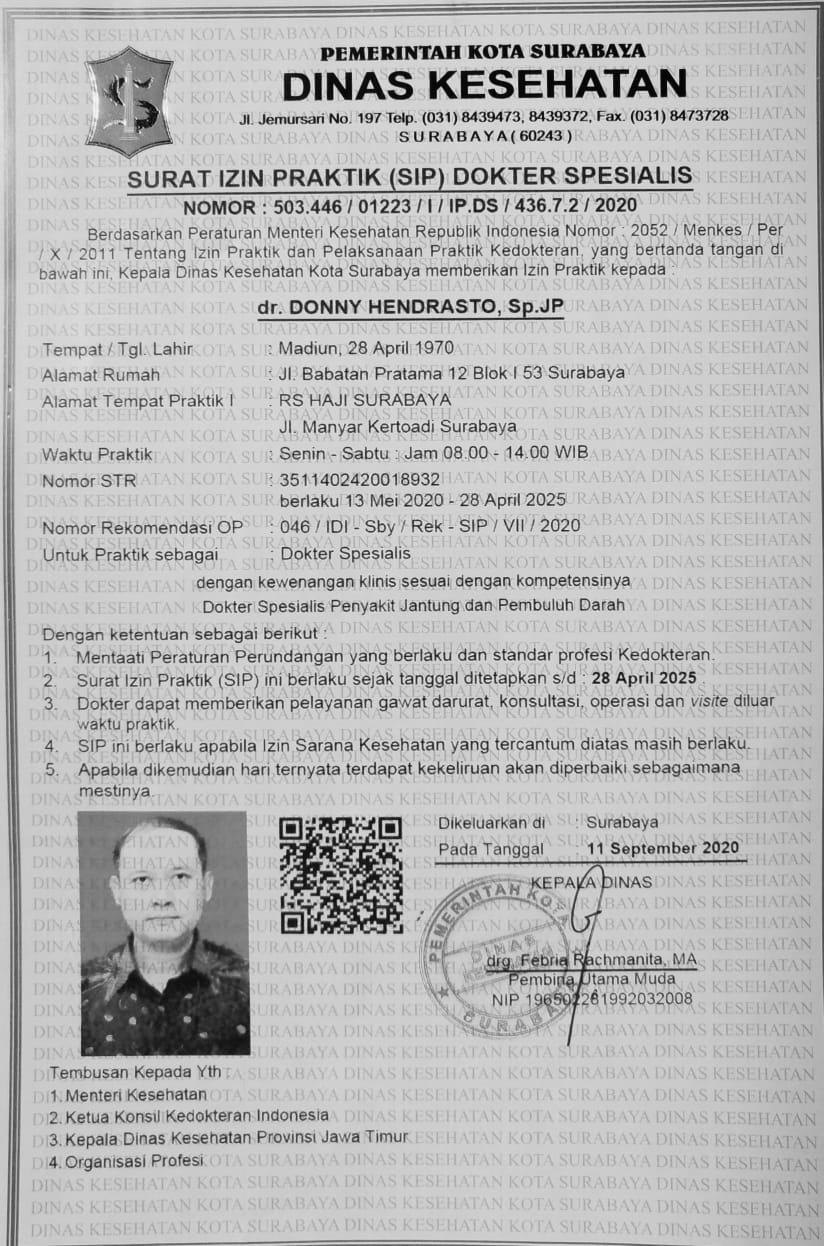 PEMERINTAH KOTA SURABAYA
DINAS KESEHATAN
Jl. Jemursari No. 197 Telp. (031) 8439473, 8439372, Fax. (031) 8473728
SURABAYA ( 60243 )
SURAT IZIN PRAKTIK (SIP) DOKTER SPESIALIS
NOMOR : 503.446 / 01223 / I / IP.DS / 436.7.2 / 2020
Berdasarkan Peraturan Menteri Kesehatan Republik Indonesia Nomor : 2052 / Menkes / Per
/ X / 2011 Tentang Izin Praktik dan Pelaksanaan Praktik Kedokteran, yang bertanda tangan di
bawah ini, Kepala Dinas Kesehatan Kota Surabaya memberikan Izin Praktik kepada :
dr. DONNY HENDRASTO, Sp.JP
Tempat / Tgl. Lahir : Madiun, 28 April 1970
Alamat Rumah : Jl. Babatan Pratama 12 Blok I 53 Surabaya
Alamat Tempat Praktik I : RS HAJI SURABAYA
Jl. Manyar Kertoadi Surabaya
Waktu Praktik : Senin - Sabtu : Jam 08.00 - 14.00 WIB
Nomor STR : 3511402420018932
berlaku 13 Mei 2020 - 28 April 2025
Nomor Rekomendasi OP : 046 / IDI - Sby / Rek - SIP / VII / 2020
Untuk Praktik sebagai : Dokter Spesialis
dengan kewenangan klinis sesuai dengan kompetensinya
Dokter Spesialis Penyakit Jantung dan Pembuluh Darah
Dengan ketentuan sebagai berikut :
1. Mentaati Peraturan Perundangan yang berlaku dan standar profesi Kedokteran.
2. Surat Izin Praktik (SIP) ini berlaku sejak tanggal ditetapkan s/d : 28 April 2025
3. Dokter dapat memberikan pelayanan gawat darurat, konsultasi, operasi dan visite diluar
waktu praktik.
4. SIP ini berlaku apabila Izin Sarana Kesehatan yang tercantum diatas masih berlaku.
5. Apabila dikemudian hari ternyata terdapat kekeliruan akan diperbaiki sebagaimana
mestinya.
Dikeluarkan di : Surabaya
Pada Tanggal : 11 September 2020
KEPALA DINAS
PEMERINTAH KOTA
DINAS
SURABAYA
drg. Febria Rachmanita, MA
Pembina Utama Muda
NIP 196502281992032008
Tembusan Kepada Yth :
1. Menteri Kesehatan
2. Ketua Konsil Kedokteran Indonesia
3. Kepala Dinas Kesehatan Provinsi Jawa Timur
4. Organisasi Profesi